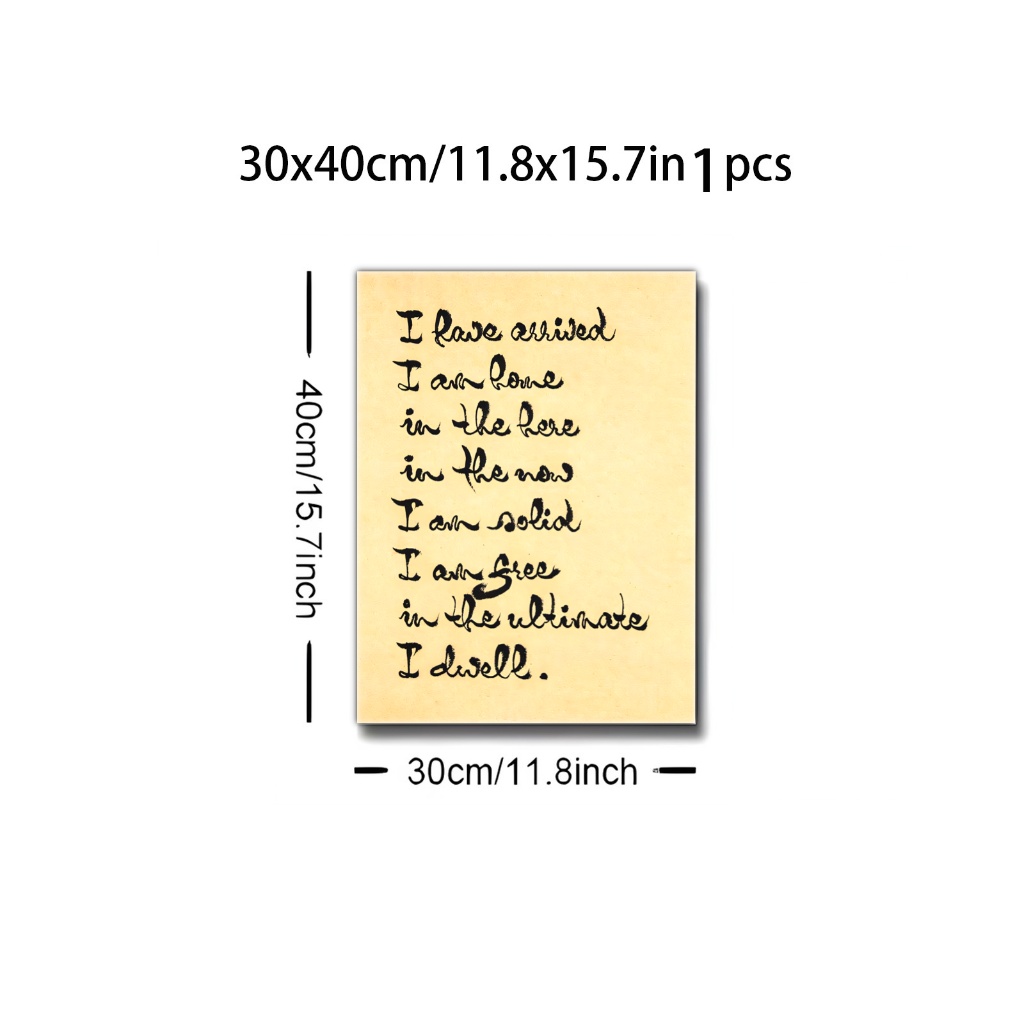 30x40cm/11.8x15.7in 1 pcs
I have arrived
I am home
in the here
in the now
I am solid
I am free
in the ultimate
I dwell.
40cm/15.7inch
30cm/11.8inch